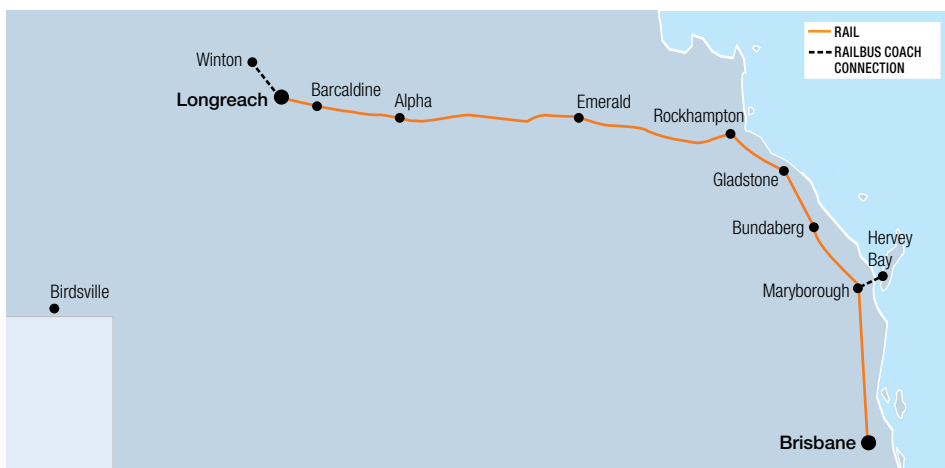 RAIL
RAILBUS COACH
CONNECTION
Winton
Longreach
Barcaldine
Alpha
Emerald
Rockhampton
Gladstone
Bundaberg
Hervey
Bay
Maryborough
Birdsville
Brisbane